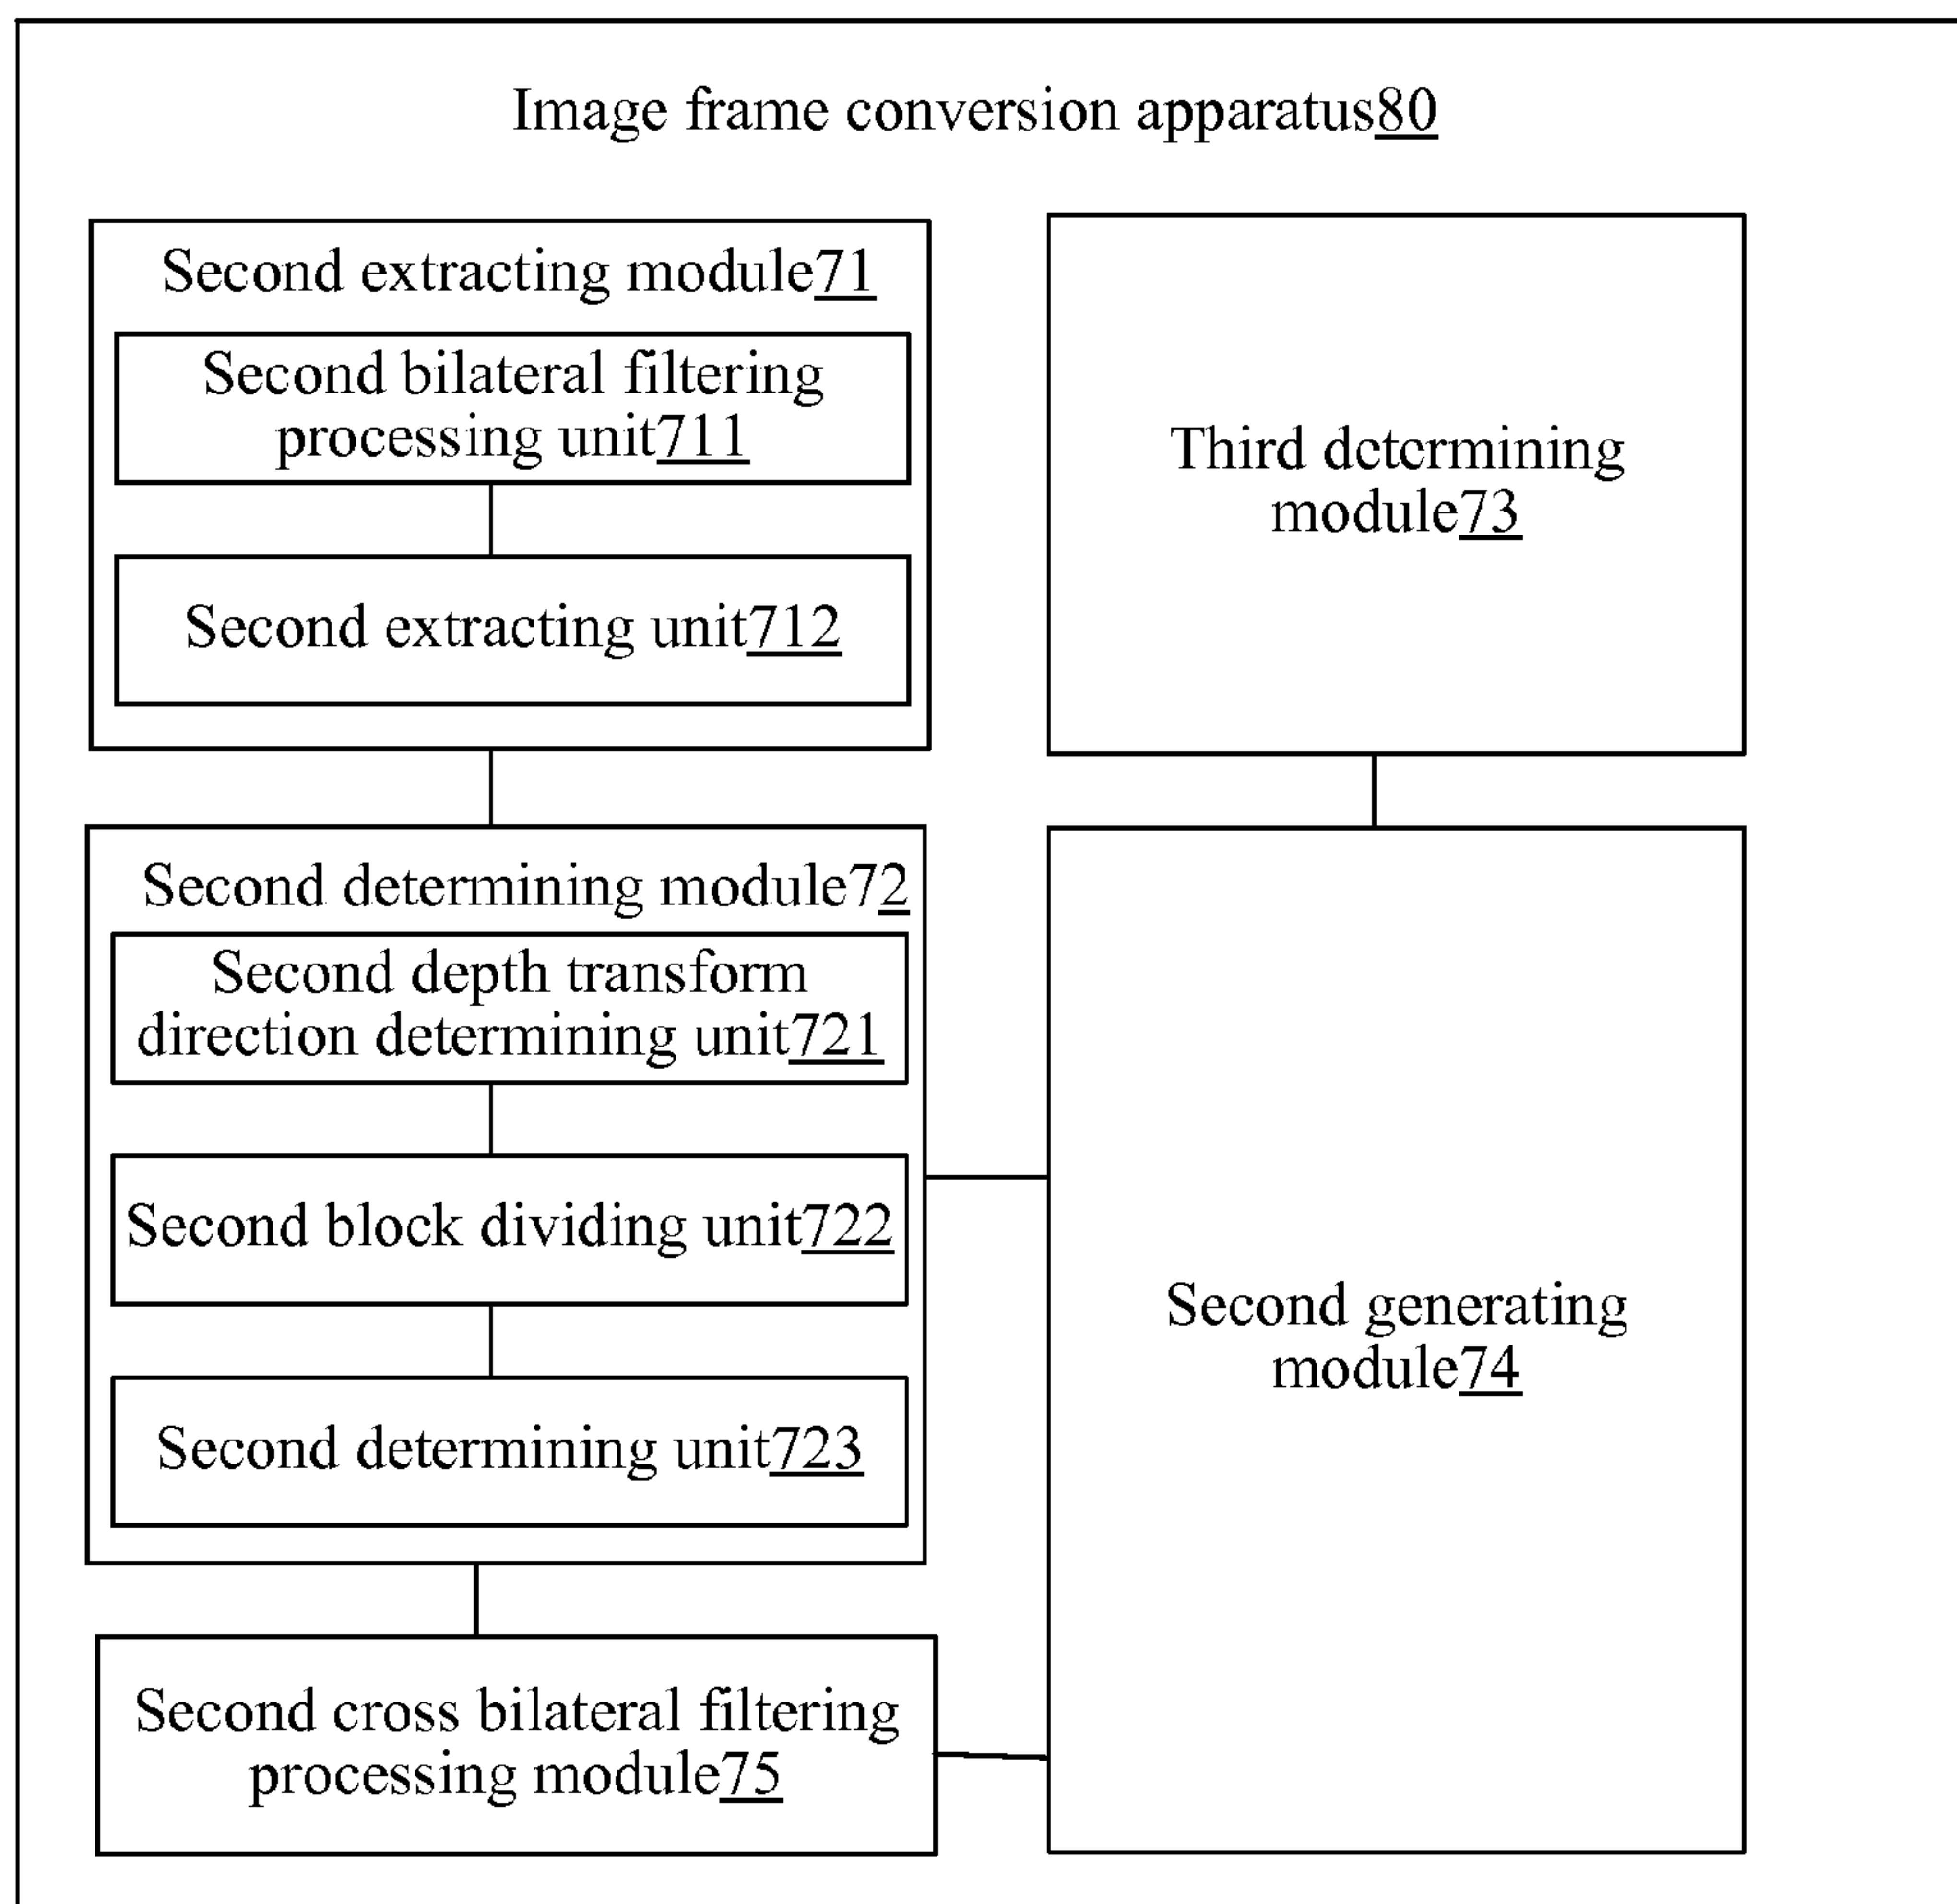 Image frame conversion apparatus80
Second extracting module71
Second bilateral filtering
processing unit711
Second extracting unit712
Third determining
module73
Second determining module72
Second depth transform
direction determining unit721
Second block dividing unit722
Second determining unit723
Second generating
module74
Second cross bilateral filtering
processing module75